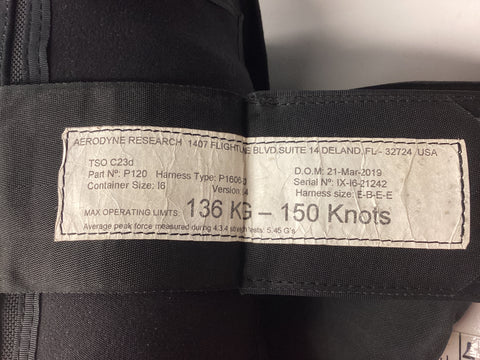 AERODYNE RESEARCH 1407 FLIGHTLINE BLVD SUITE 14 DELAND, FL - 32724 USA
TSO C23d
Part Nº: P120 Harness Type: P1606
Container Size: I6 Version:
D.O.M: 21-Mar-2019
Serial Nº: IX-I6-21242
Harness size: E-B-E-E
MAX OPERATING LIMITS: 136 KG – 150 Knots
Average peak force measured during 4.3.4 strength tests: 5.45 G's